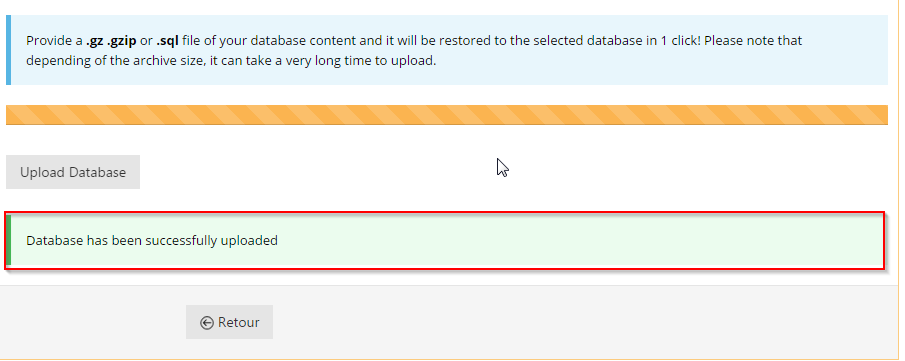 Provide a .gz .gzip or .sql file of your database content and it will be restored to the selected database in 1 click! Please note that
depending of the archive size, it can take a very long time to upload.
Upload Database
Database has been successfully uploaded
Retour